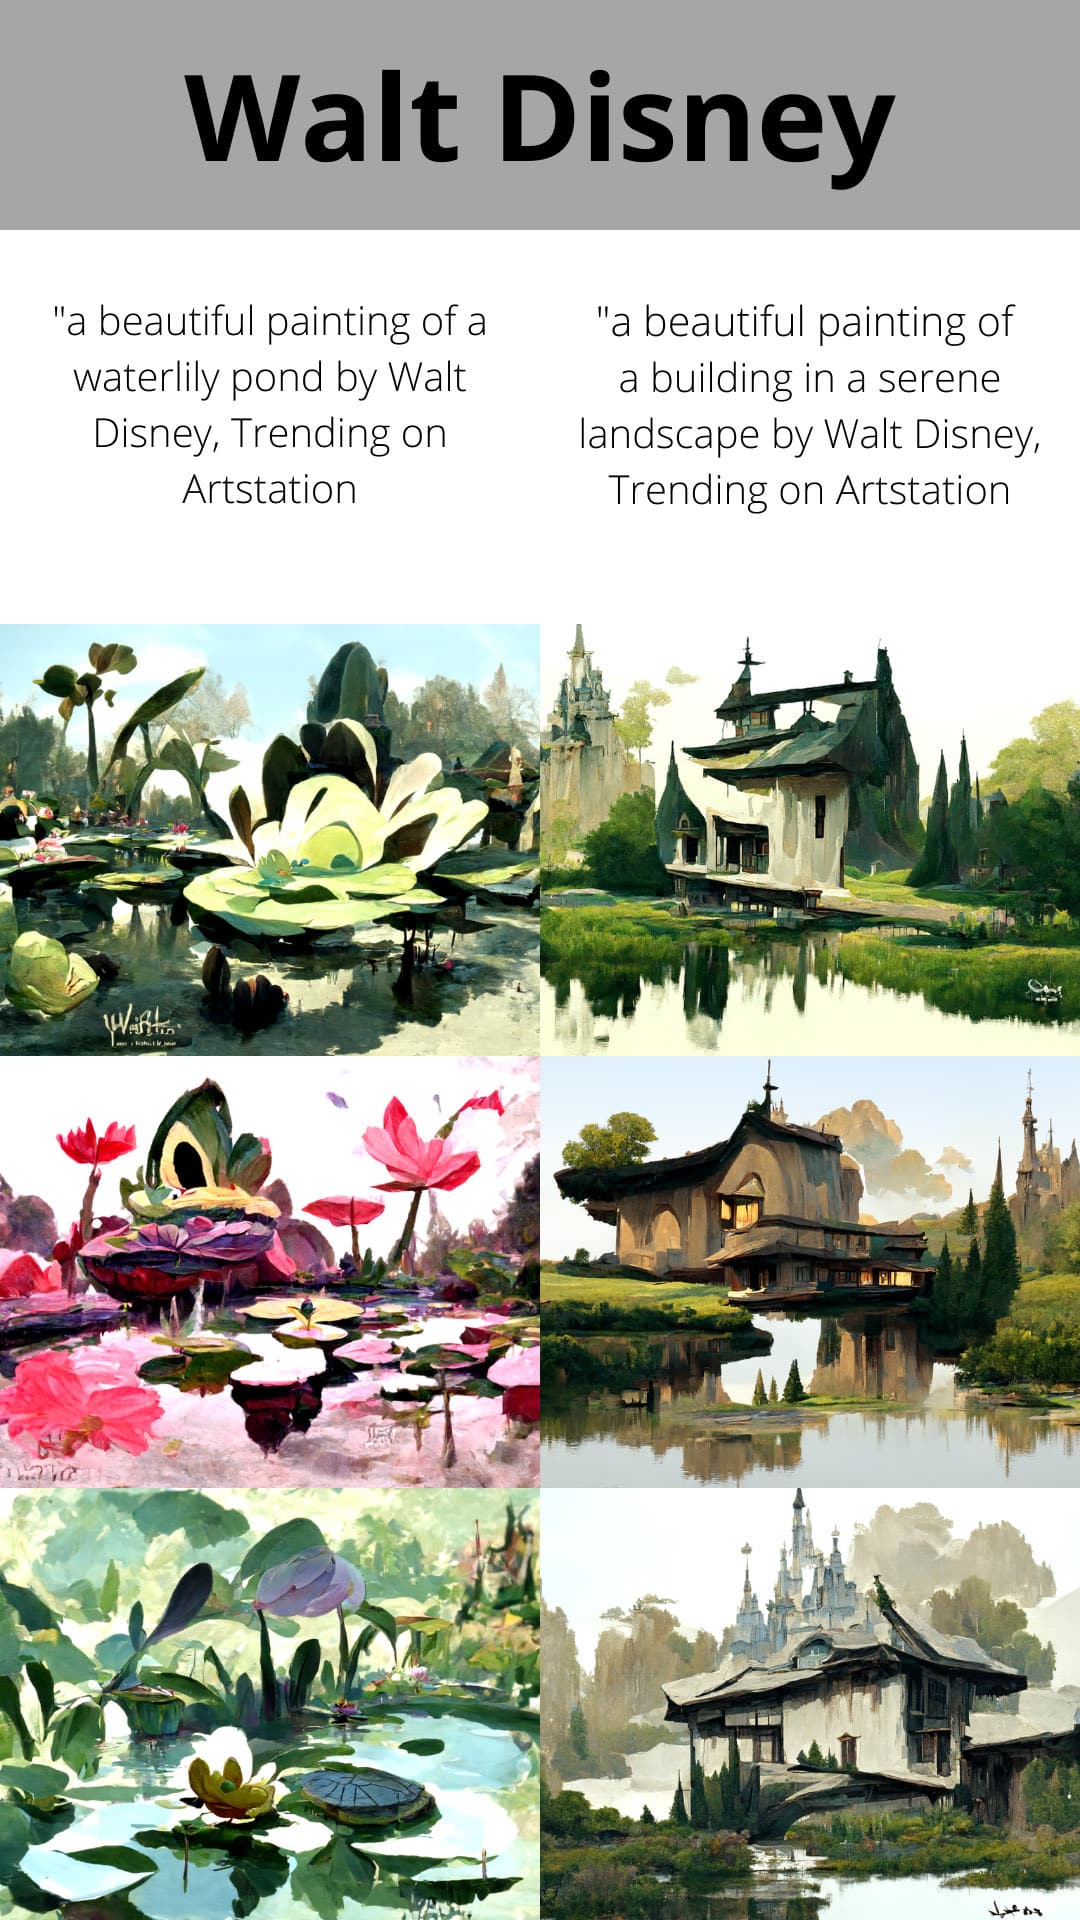 Walt Disney
"a beautiful painting of a
waterlily pond by Walt
Disney, Trending on
Artstation
"a beautiful painting of
a building in a serene
landscape by Walt Disney,
Trending on Artstation